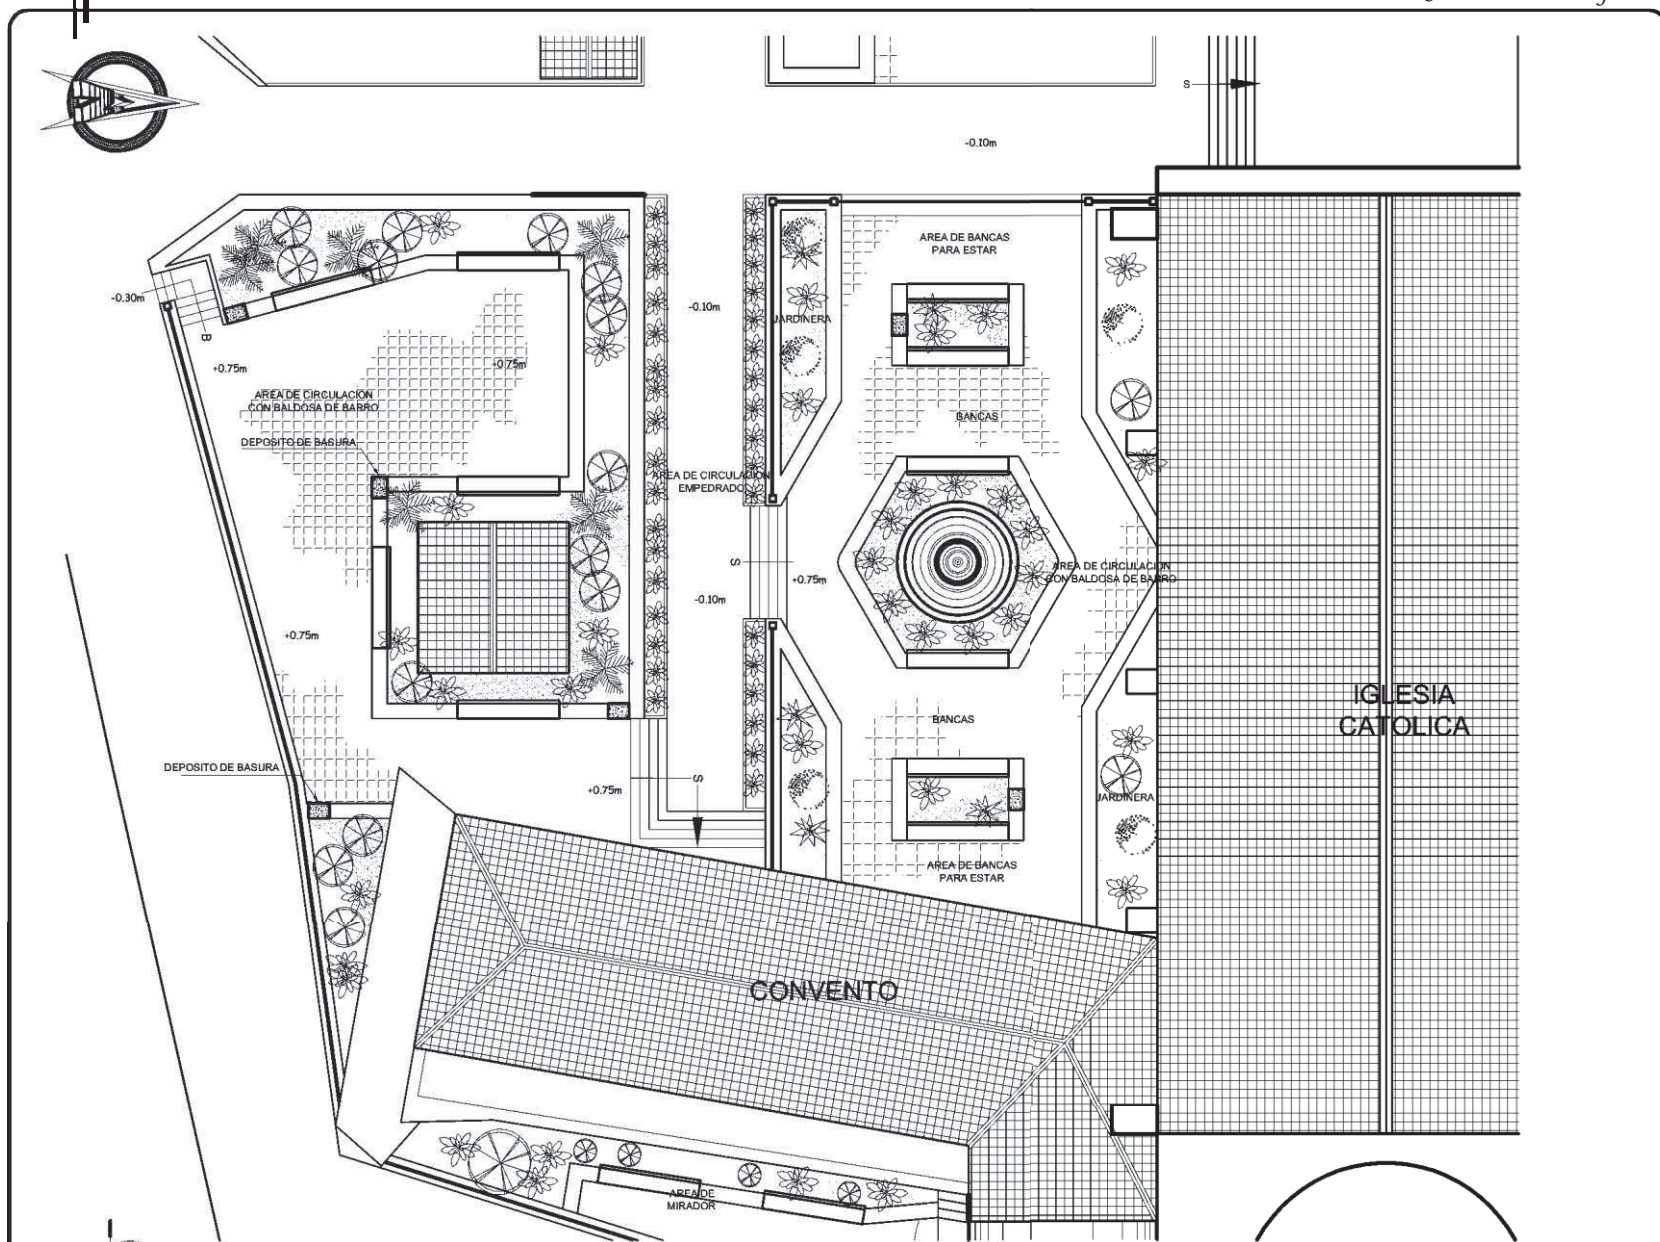 S
-0.10m
AREA DE BANCAS
PARA ESTAR
-0.30m
-0.10m
JARDINERA
B
+0.75m
+0.75m
AREA DE CIRCULACION
CON BALDOSA DE BARRO
BANCAS
DEPOSITO DE BASURA
AREA DE CIRCULACION
EMPEDRADO
S
+0.75m
AREA DE CIRCULACION
CON BALDOSA DE BARRO
-0.10m
+0.75m
IGLESIA
CATOLICA
BANCAS
DEPOSITO DE BASURA
S
+0.75m
JARDINERA
AREA DE BANCAS
PARA ESTAR
CONVENTO
AREA DE
MIRADOR